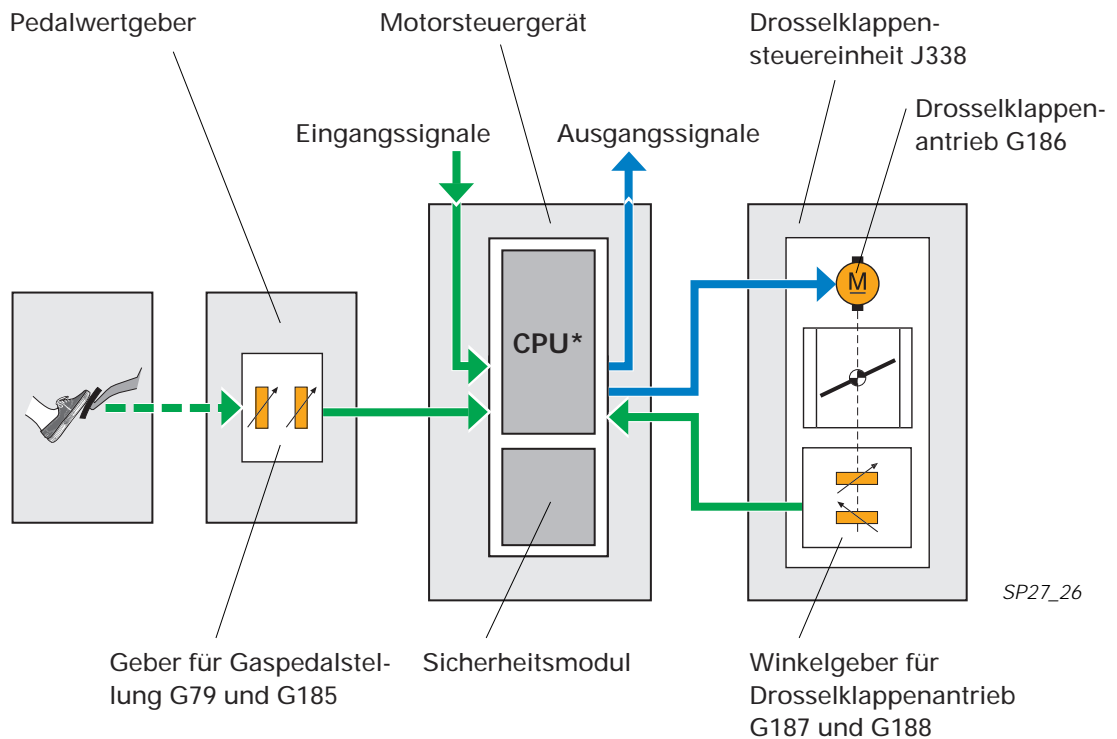 Pedalwertgeber
Motorsteuergerät
Drosselklappen-
steuereinheit J338
Drosselklappen-
antrieb G186
Eingangssignale
Ausgangssignale
M
CPU*
SP27_26
Geber für Gaspedalstel-
lung G79 und G185
Sicherheitsmodul
Winkelgeber für
Drosselklappenantrieb
G187 und G188